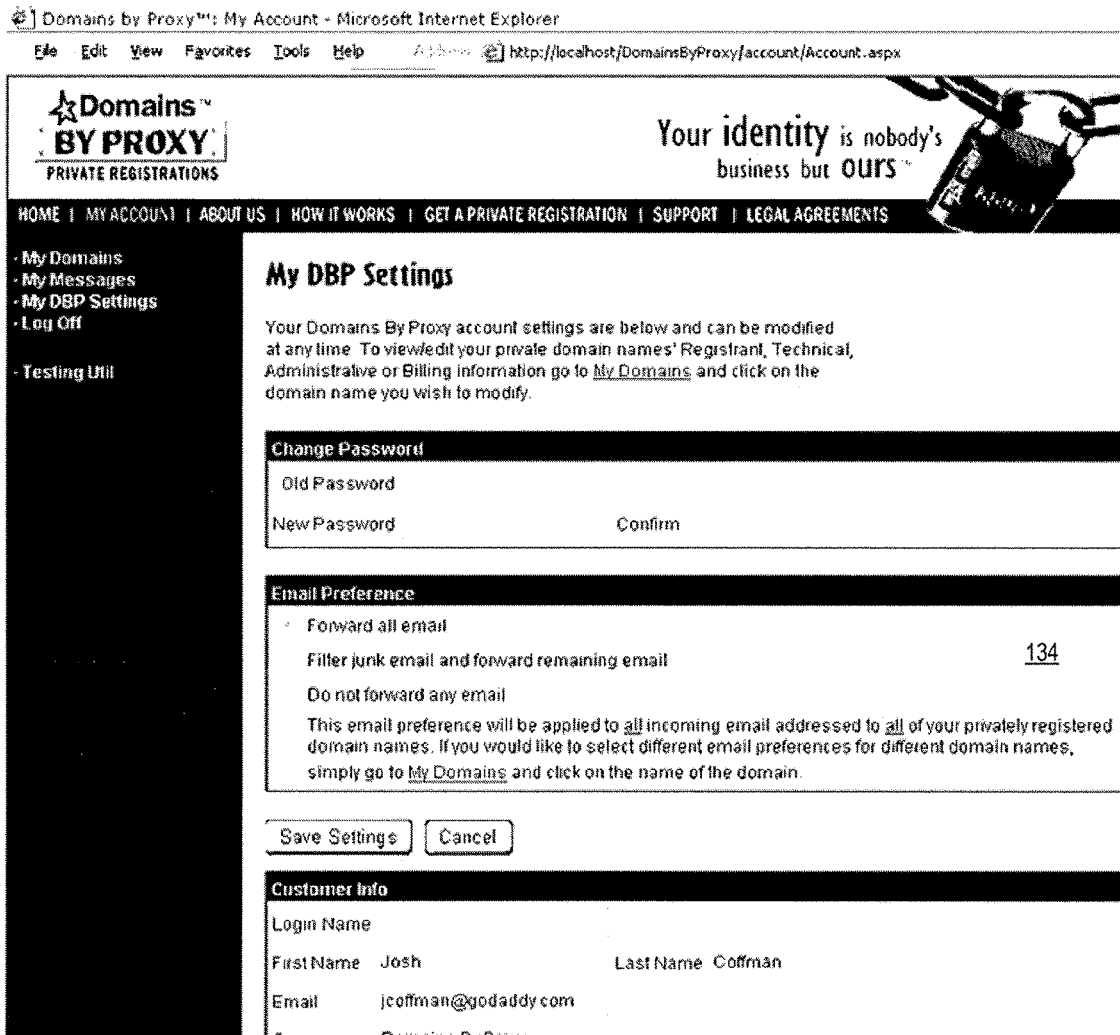 Domains by Proxy™: My Account - Microsoft Internet Explorer
File Edit View Favorites Tools Help Address http://localhost/DomainsByProxy/account/Account.aspx
Domains™
BY PROXY
PRIVATE REGISTRATIONS
Your identity is nobody's
business but ours™
HOME | MY ACCOUNT | ABOUT US | HOW IT WORKS | GET A PRIVATE REGISTRATION | SUPPORT | LEGAL AGREEMENTS
- My Domains
- My Messages
- My DBP Settings
- Log Off
- Testing Util
My DBP Settings
Your Domains By Proxy account settings are below and can be modified
at any time. To view/edit your private domain names' Registrant, Technical,
Administrative or Billing information go to My Domains and click on the
domain name you wish to modify.
Change Password
Old Password
New Password Confirm
Email Preference
Forward all email
Filter junk email and forward remaining email
134
Do not forward any email
This email preference will be applied to all incoming email addressed to all of your privately registered
domain names. If you would like to select different email preferences for different domain names,
simply go to My Domains and click on the name of the domain.
Save Settings Cancel
Customer Info
Login Name
First Name Josh Last Name Coffman
Email jcoffman@godaddy.com